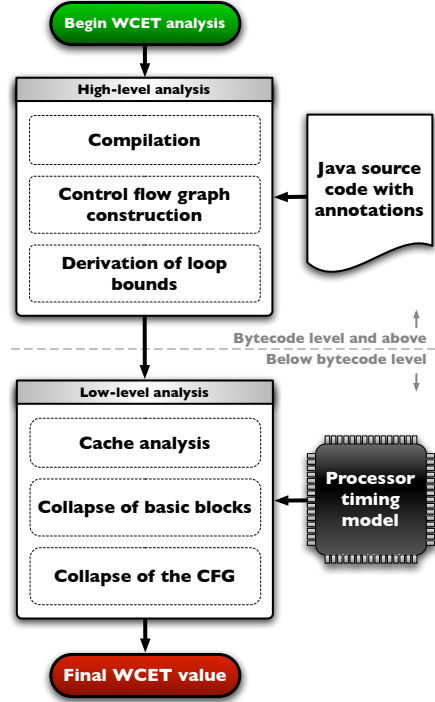 Begin WCET analysis
High-level analysis
Compilation
Control flow graph
construction
Derivation of loop
bounds
Java source
code with
annotations
Bytecode level and above
Below bytecode level
Low-level analysis
Cache analysis
Collapse of basic blocks
Collapse of the CFG
Processor
timing
model
Final WCET value